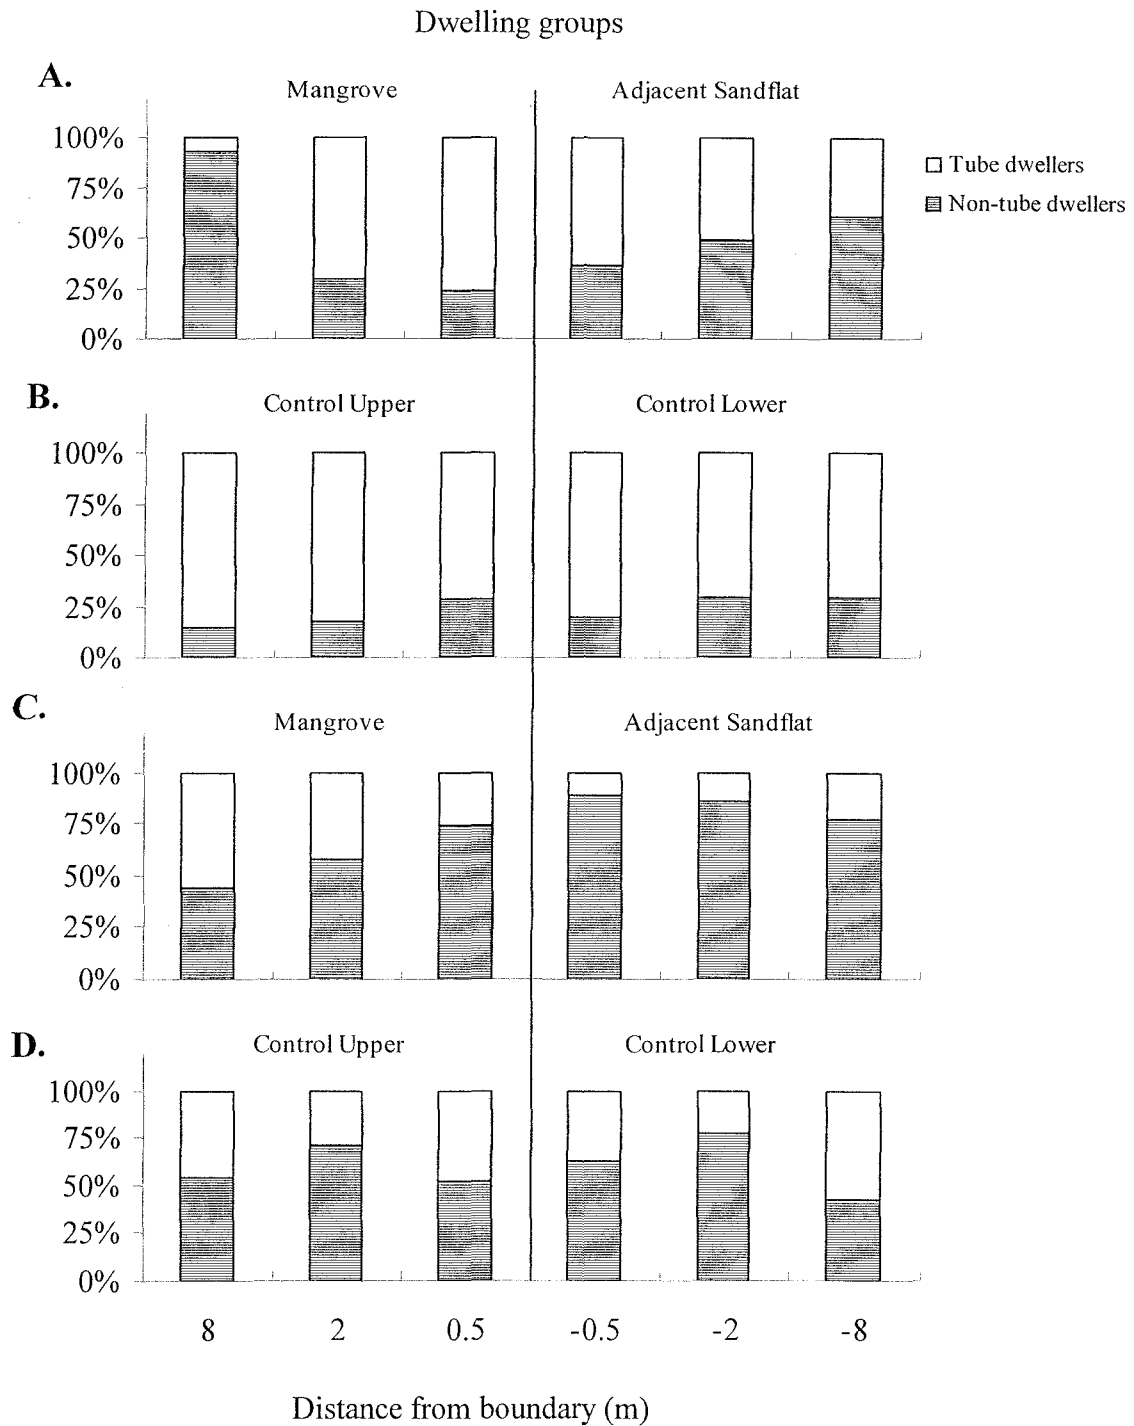 Dwelling groups
A.
Mangrove
Adjacent Sandflat
100%
75%
50%
25%
0%
Tube dwellers
Non-tube dwellers
B.
Control Upper
Control Lower
100%
75%
50%
25%
0%
C.
Mangrove
Adjacent Sandflat
100%
75%
50%
25%
0%
D.
Control Upper
Control Lower
100%
75%
50%
25%
0%
8 2 0.5 -0.5 -2 -8
Distance from boundary (m)